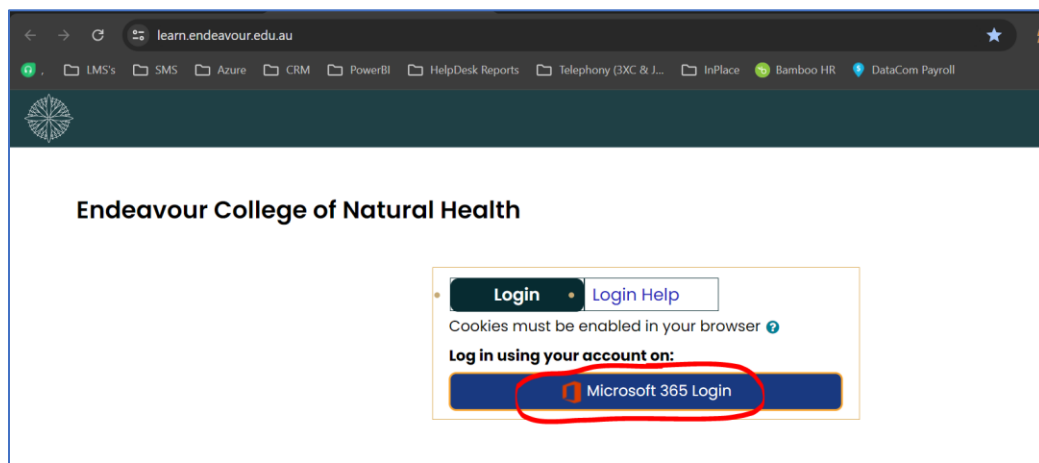 learn.endeavour.edu.au
LMS's SMS Azure CRM PowerBI HelpDesk Reports Telephony (3XC & J... InPlace Bamboo HR DataCom Payroll
Endeavour College of Natural Health
Login Login Help
Cookies must be enabled in your browser ?
Log in using your account on:
Microsoft 365 Login